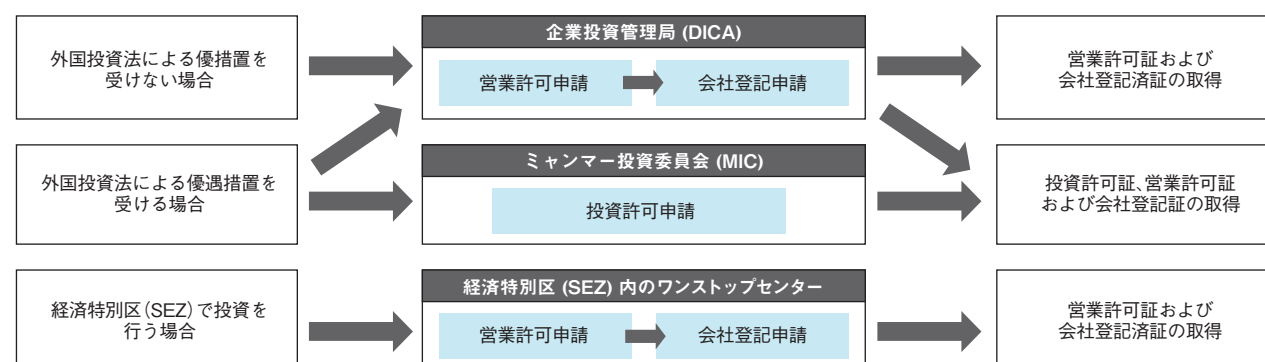 外国投資法による優措置を
受けない場合
企業投資管理局 (DICA)
営業許可申請
会社登記申請
営業許可証および
会社登記済証の取得
外国投資法による優遇措置を
受ける場合
ミャンマー投資委員会 (MIC)
投資許可申請
投資許可証、営業許可証
および会社登記証の取得
経済特別区(SEZ)で投資を
行う場合
経済特別区 (SEZ) 内のワンストップセンター
営業許可申請
会社登記申請
営業許可証および
会社登記済証の取得